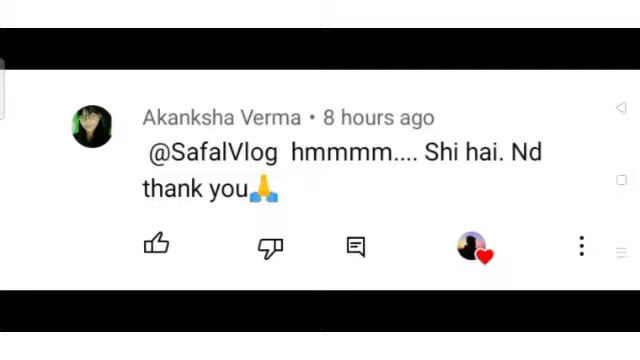 Akanksha Verma • 8 hours ago
@SafalVlog hmmmm.... Shi hai. Nd
thank you🙏